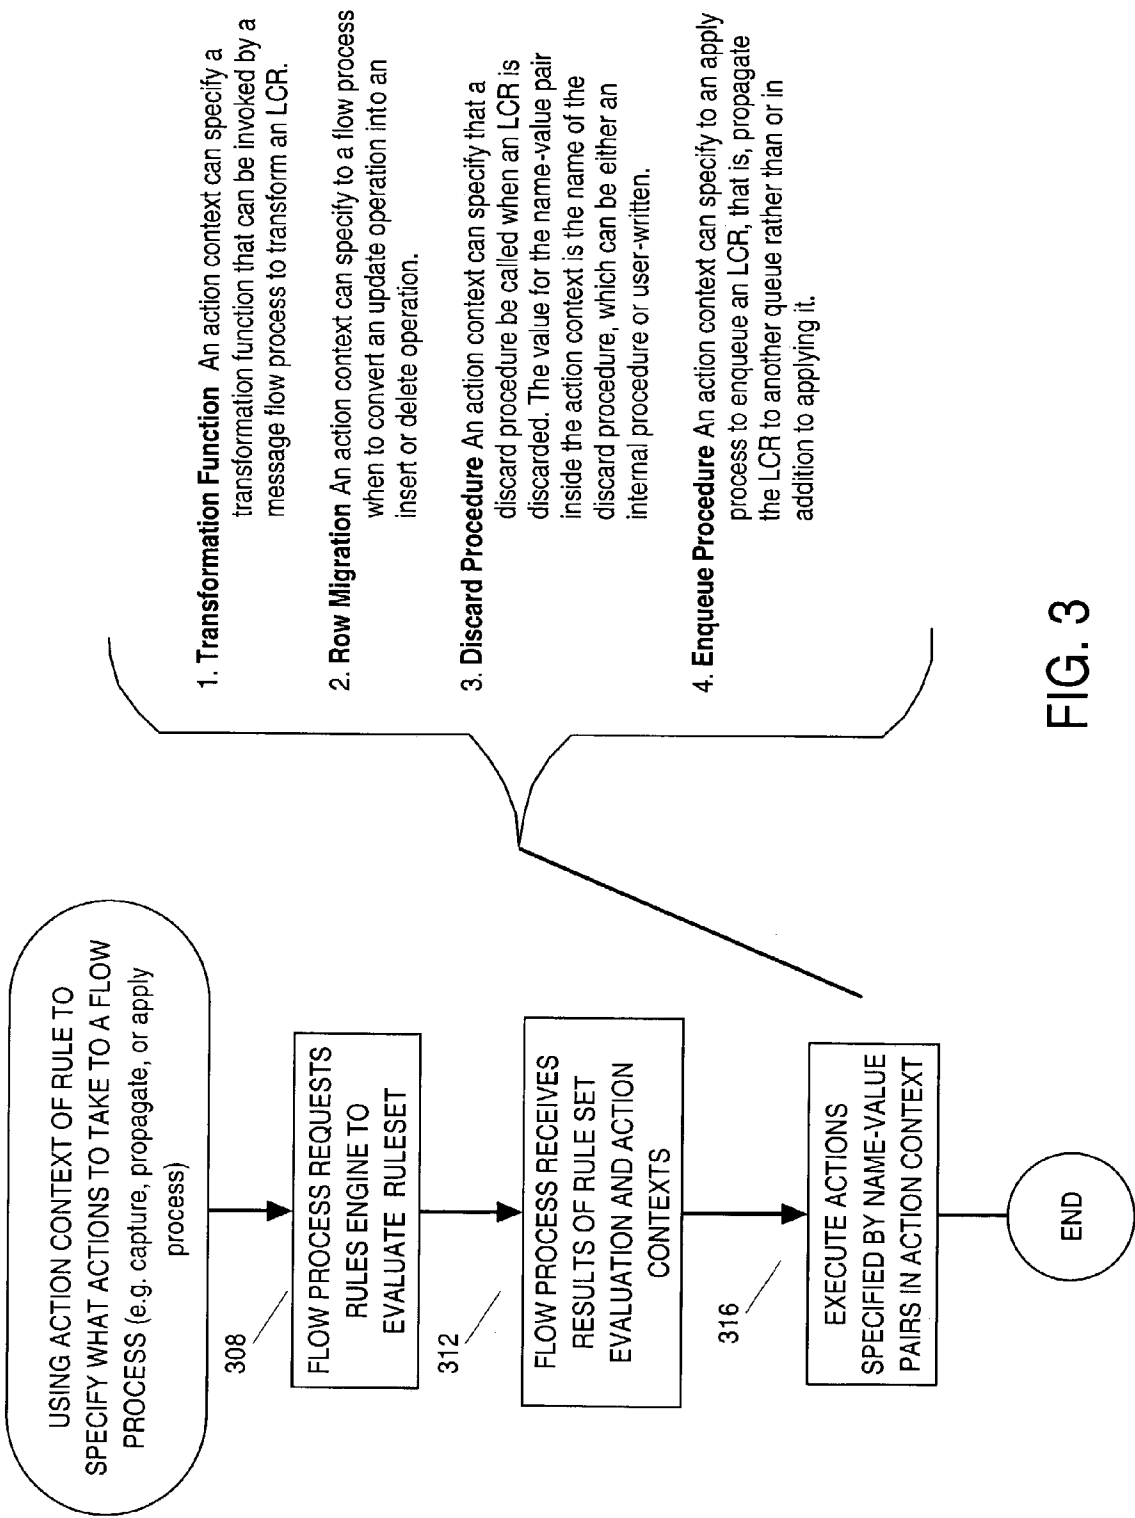 USING ACTION CONTEXT OF RULE TO
SPECIFY WHAT ACTIONS TO TAKE TO A FLOW
PROCESS (e.g. capture, propagate, or apply
process)
308
FLOW PROCESS REQUESTS
RULES ENGINE TO
EVALUATE RULESET
312
FLOW PROCESS RECEIVES
RESULTS OF RULE SET
EVALUATION AND ACTION
CONTEXTS
316
EXECUTE ACTIONS
SPECIFIED BY NAME-VALUE
PAIRS IN ACTION CONTEXT
END
1. Transformation Function An action context can specify a
transformation function that can be invoked by a
message flow process to transform an LCR.
2. Row Migration An action context can specify to a flow process
when to convert an update operation into an
insert or delete operation.
3. Discard Procedure An action context can specify that a
discard procedure be called when an LCR is
discarded. The value for the name-value pair
inside the action context is the name of the
discard procedure, which can be either an
internal procedure or user-written.
4. Enqueue Procedure An action context can specify to an apply
process to enqueue an LCR, that is, propagate
the LCR to another queue rather than or in
addition to applying it.
FIG. 3